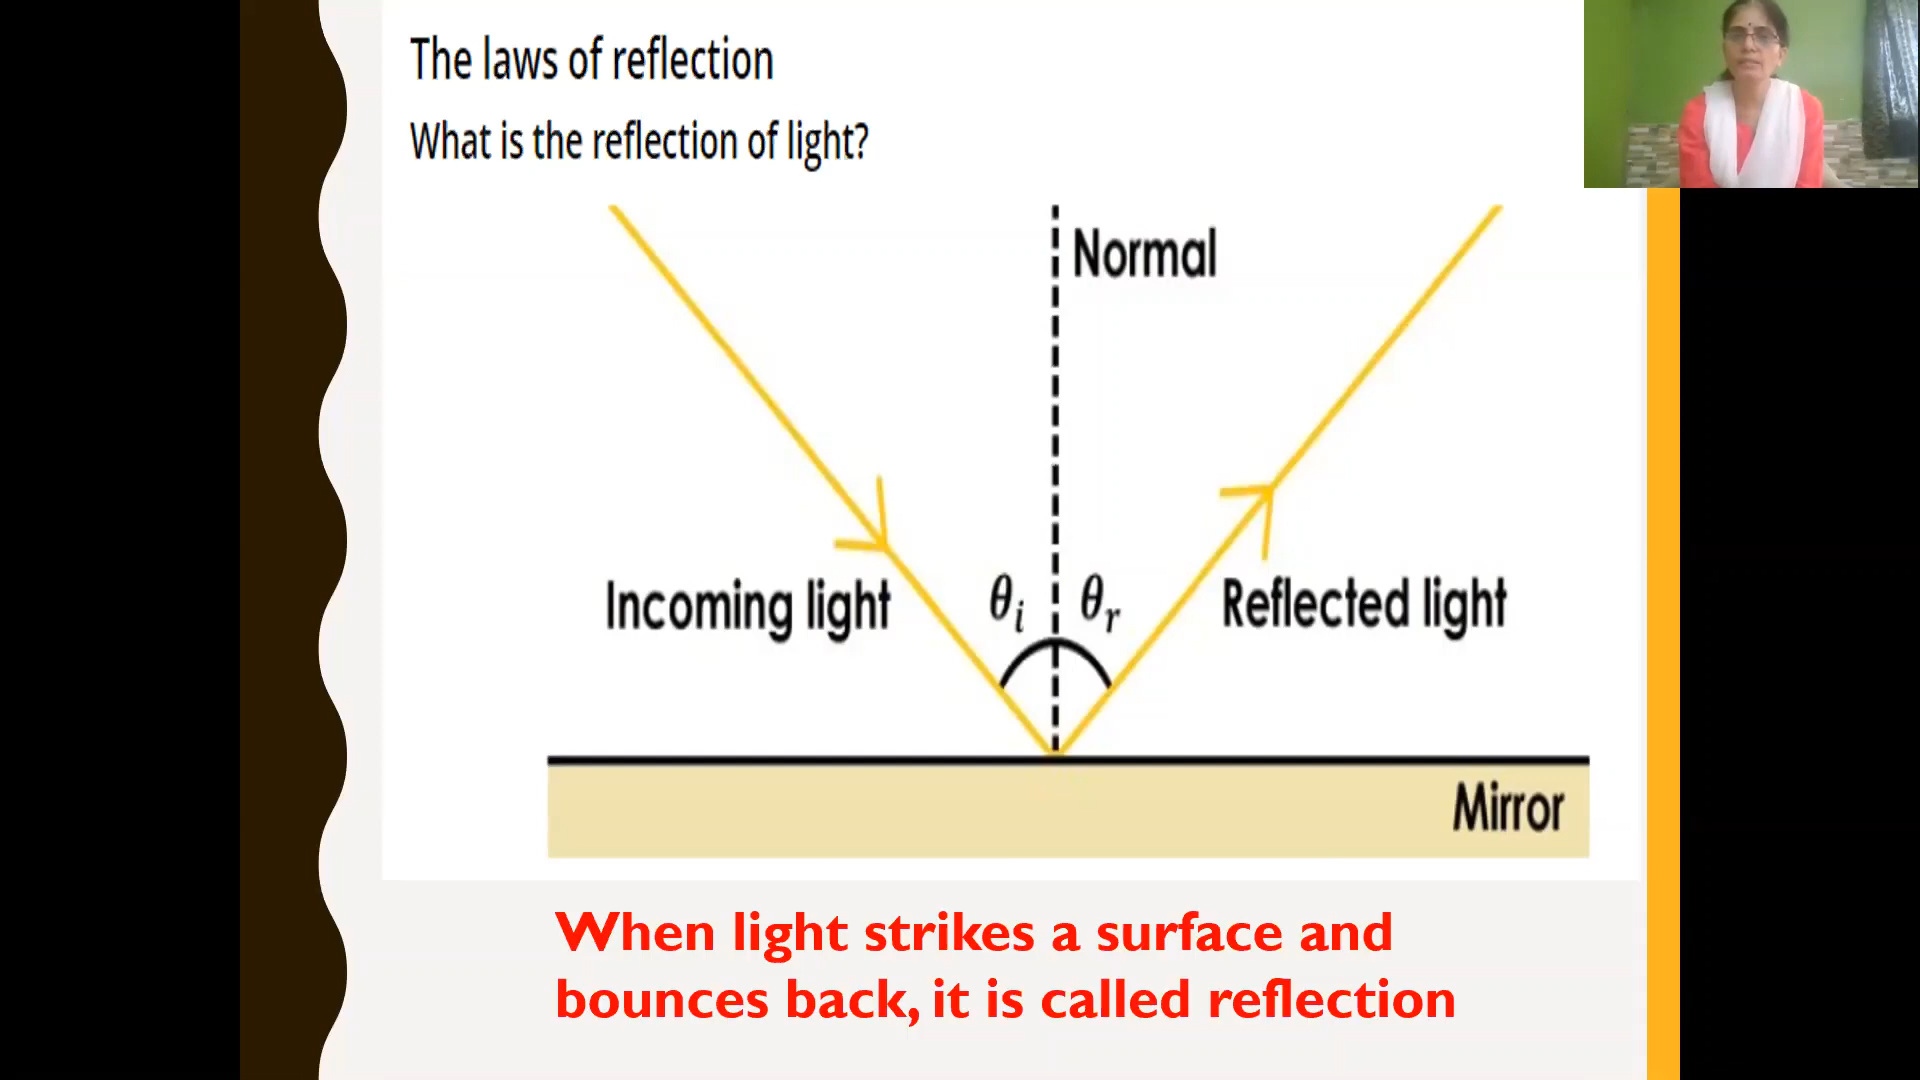 The laws of reflection
What is the reflection of light?
Normal
Incoming light
θi
θr
Reflected light
Mirror
When light strikes a surface and
bounces back, it is called reflection